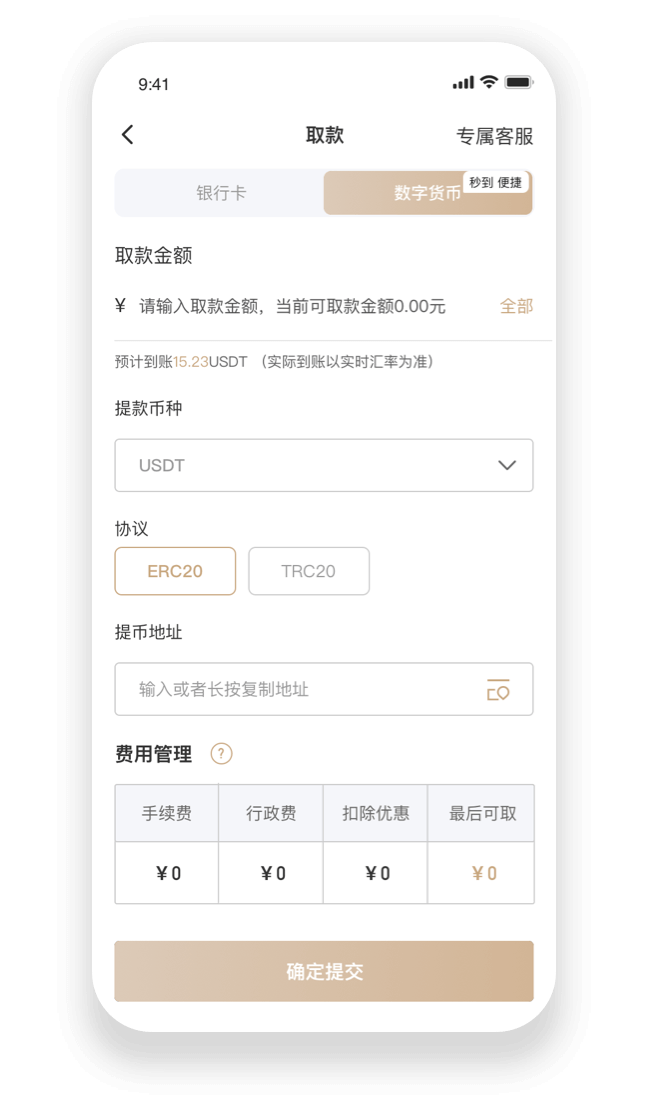 9:41
取款
专属客服
银行卡
数字货币
秒到 便捷
取款金额
¥ 请输入取款金额，当前可取款金额0.00元 全部
预计到账15.23USDT （实际到账以实时汇率为准）
提款币种
USDT
协议
ERC20 TRC20
提币地址
输入或者长按复制地址
费用管理 ?
手续费 行政费 扣除优惠 最后可取
¥0 ¥0 ¥0 ¥0
确定提交